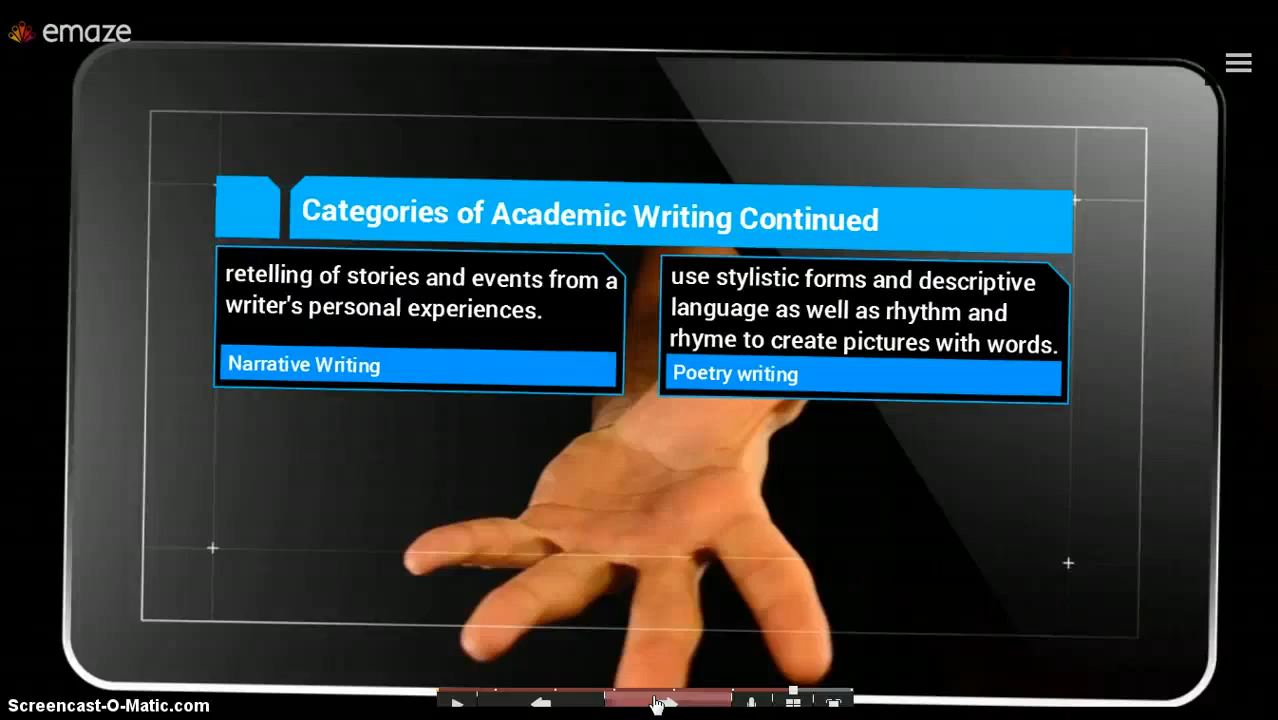 emaze
Categories of Academic Writing Continued
retelling of stories and events from a
writer's personal experiences.
Narrative Writing
use stylistic forms and descriptive
language as well as rhythm and
rhyme to create pictures with words.
Poetry writing
Screencast-O-Matic.com